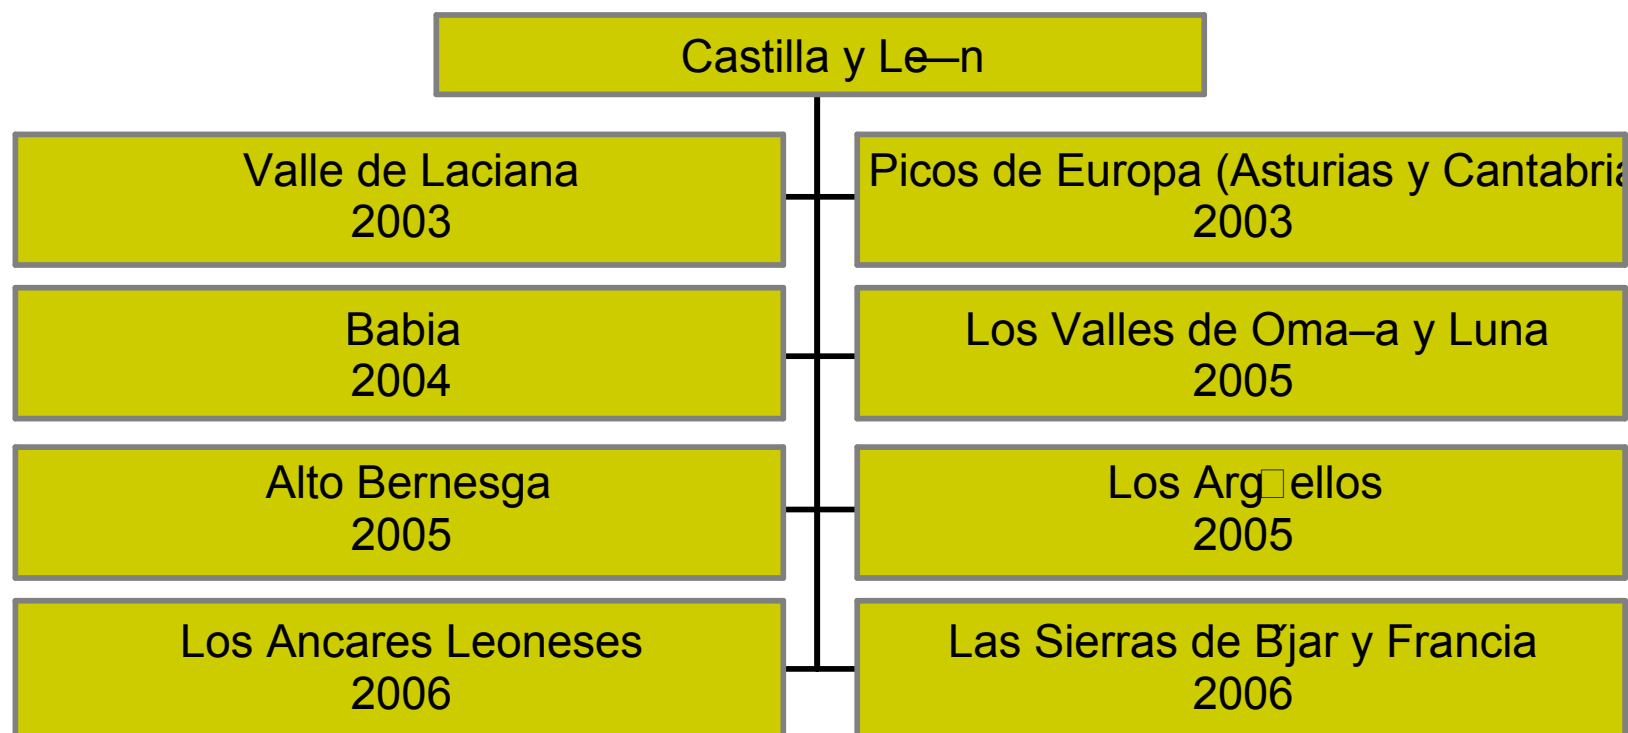 Castilla y Le—n
Valle de Laciana
2003
Picos de Europa (Asturias y Cantabria
2003
Babia
2004
Los Valles de Oma–a y Luna
2005
Alto Bernesga
2005
Los Arg□ellos
2005
Los Ancares Leoneses
2006
Las Sierras de B´jar y Francia
2006